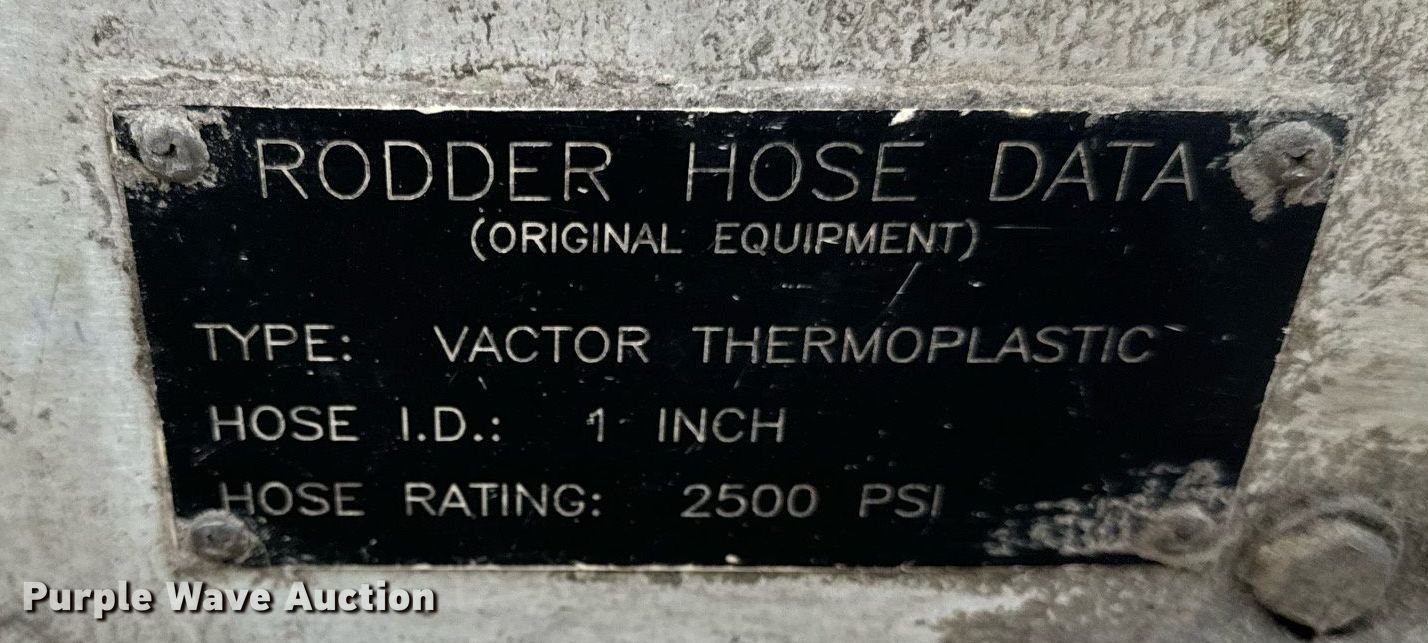 RODDER HOSE DATA
(ORIGINAL EQUIPMENT)
TYPE: VACTOR THERMOPLASTIC
HOSE I.D.: 1 INCH
HOSE RATING: 2500 PSI
Purple Wave Auction